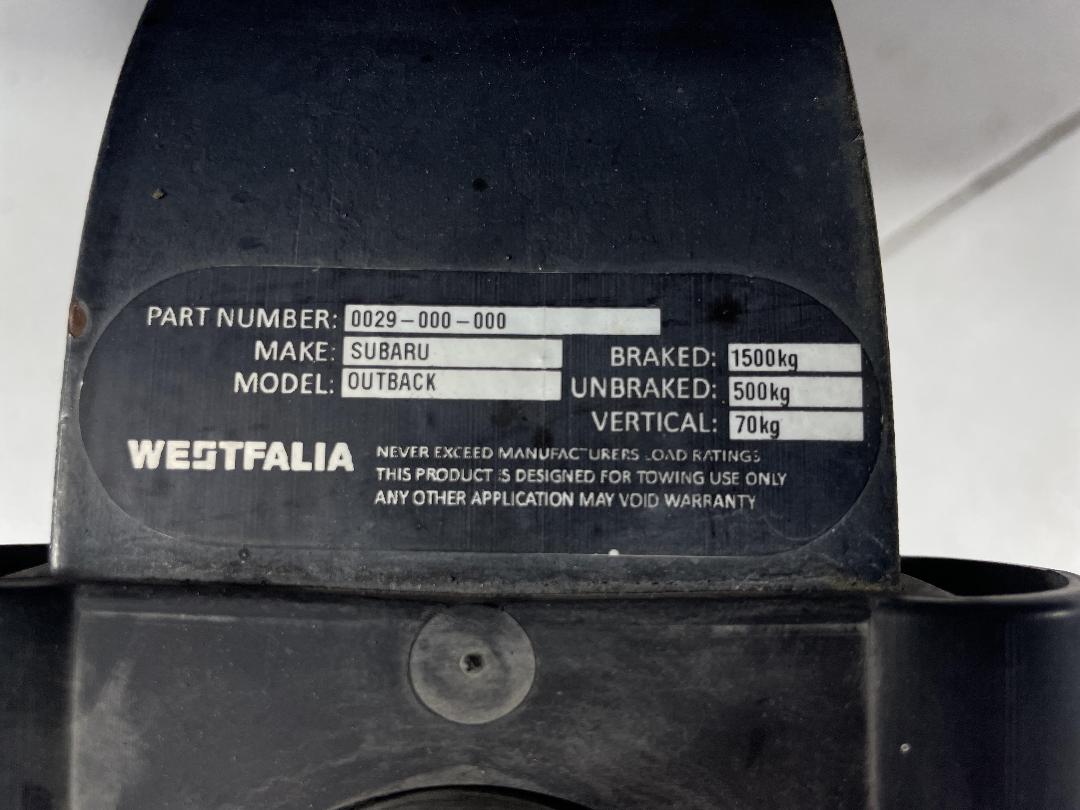 PART NUMBER: 0029-000-000
MAKE: SUBARU
MODEL: OUTBACK
BRAKED: 1500kg
UNBRAKED: 500kg
VERTICAL: 70kg
WESTFALIA
NEVER EXCEED MANUFACTURERS LOAD RATINGS
THIS PRODUCT IS DESIGNED FOR TOWING USE ONLY
ANY OTHER APPLICATION MAY VOID WARRANTY